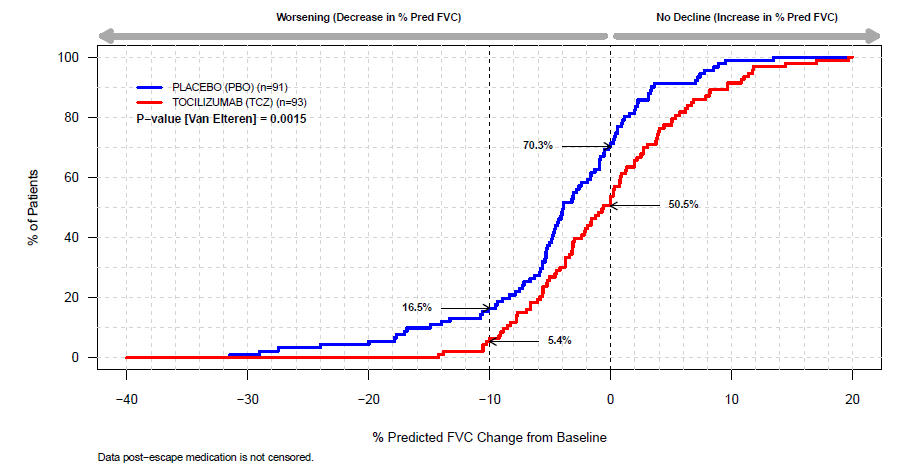 Worsening (Decrease in % Pred FVC)
No Decline (Increase in % Pred FVC)
100
80
60
40
20
0
% of Patients
PLACEBO (PBO) (n=91)
TOCILIZUMAB (TCZ) (n=93)
P−value [Van Elteren] = 0.0015
70.3%
50.5%
16.5%
5.4%
−40
−30
−20
−10
0
10
20
% Predicted FVC Change from Baseline
Data post−escape medication is not censored.